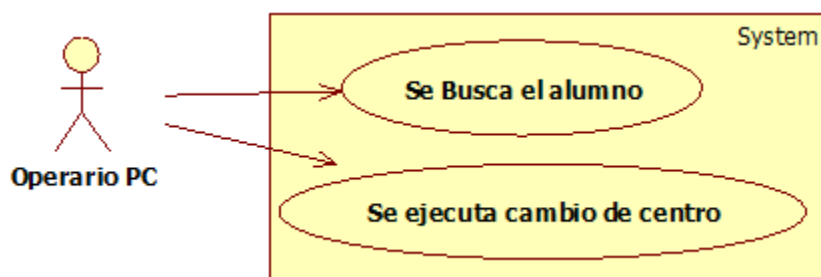 System
Se Busca el alumno
Operario PC
Se ejecuta cambio de centro